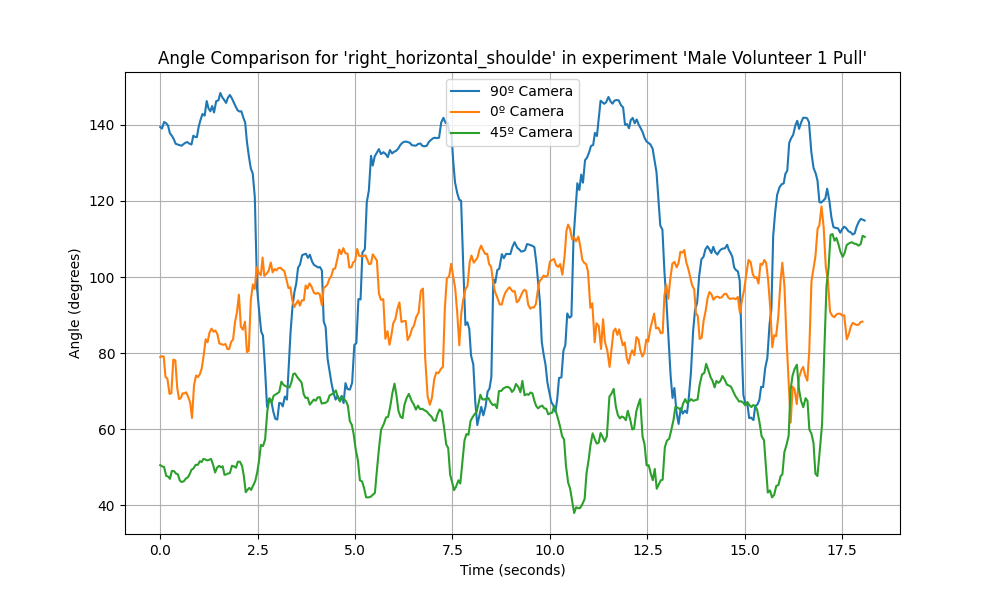 Angle Comparison for 'right_horizontal_shoulde' in experiment 'Male Volunteer 1 Pull'
90º Camera
0º Camera
45º Camera
Angle (degrees)
140
120
100
80
60
40
0.0 2.5 5.0 7.5 10.0 12.5 15.0 17.5
Time (seconds)